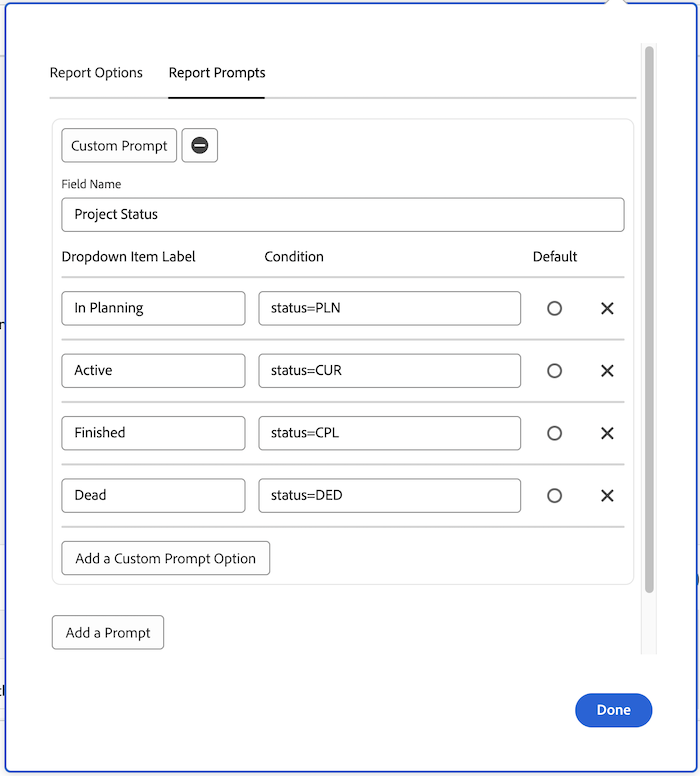 Report Options Report Prompts
Custom Prompt
Field Name
Project Status
Dropdown Item Label Condition Default
In Planning status=PLN
Active status=CUR
Finished status=CPL
Dead status=DED
Add a Custom Prompt Option
Add a Prompt
Done